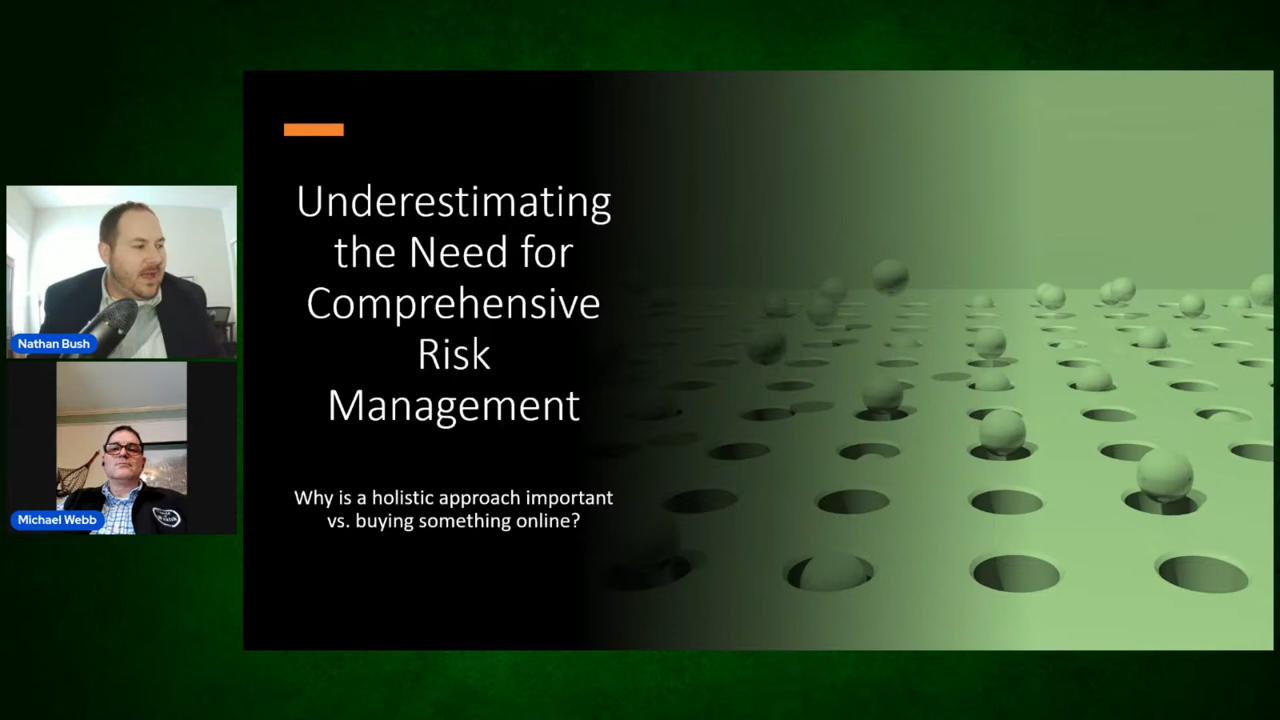 Underestimating
the Need for
Comprehensive
Risk
Management
Why is a holistic approach important
vs. buying something online?
Nathan Bush
Michael Webb